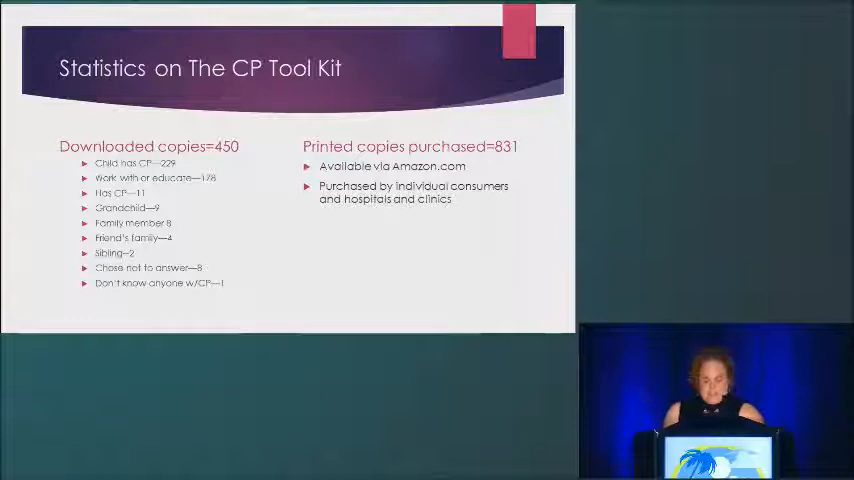 Statistics on The CP Tool Kit
Downloaded copies=450
Child has CP—229
Work with or educate—178
Has CP—11
Grandchild—9
Family member 8
Friend's family—4
Sibling—2
Chose not to answer—8
Don't know anyone w/CP—1
Printed copies purchased=831
Available via Amazon.com
Purchased by individual consumers
and hospitals and clinics